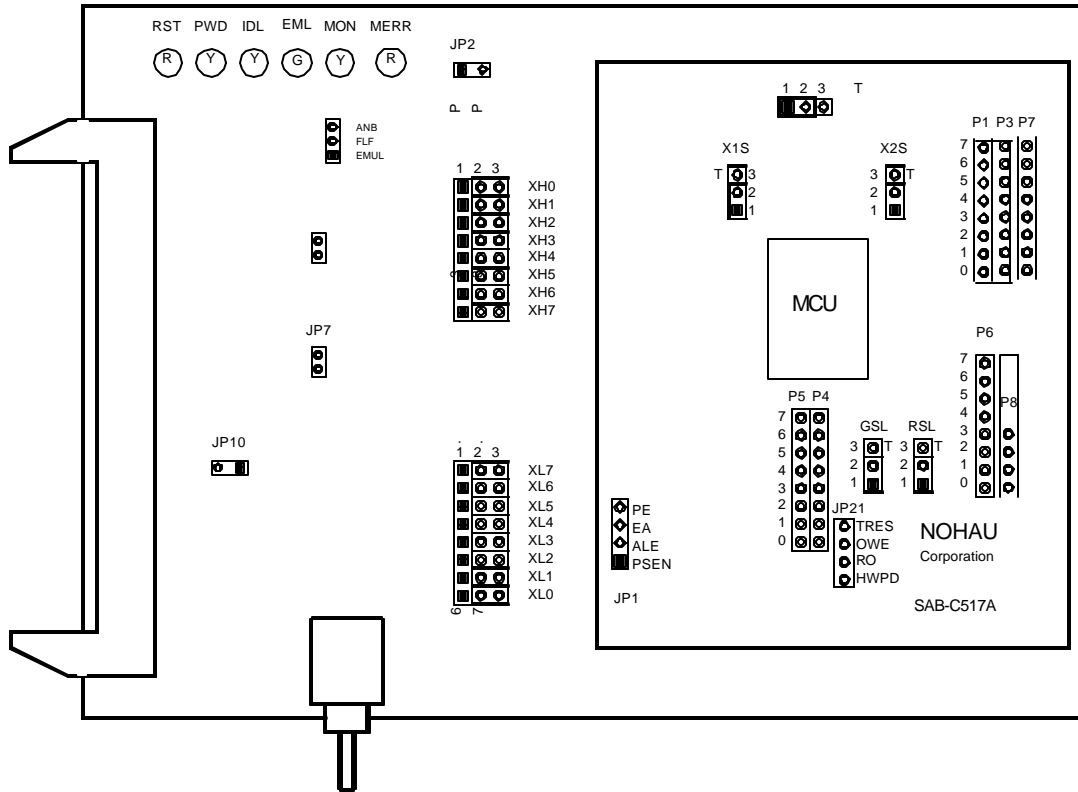 RST PWD IDL EML MON MERR
R Y Y G Y R
JP2
P P
ANB
FLF
EMUL
1 2 3
XH0
XH1
XH2
XH3
XH4
XH5
XH6
XH7
JP7
JP10
1 2 3
XL7
XL6
XL5
XL4
XL3
XL2
XL1
XL0
6 7
1 2 3 T
X1S
T 3
2
1
X2S
3 T
2
1
P1 P3 P7
7
6
5
4
3
2
1
0
MCU
P6
7
6
5
4
3
2
1
0
P8
P5 P4
7
6
5
4
3
2
1
0
GSL
3 T
2
1
RSL
3 T
2
1
PE
EA
ALE
PSEN
JP1
JP21
TRES
OWE
RO
HWPD
NOHAU
Corporation
SAB-C517A